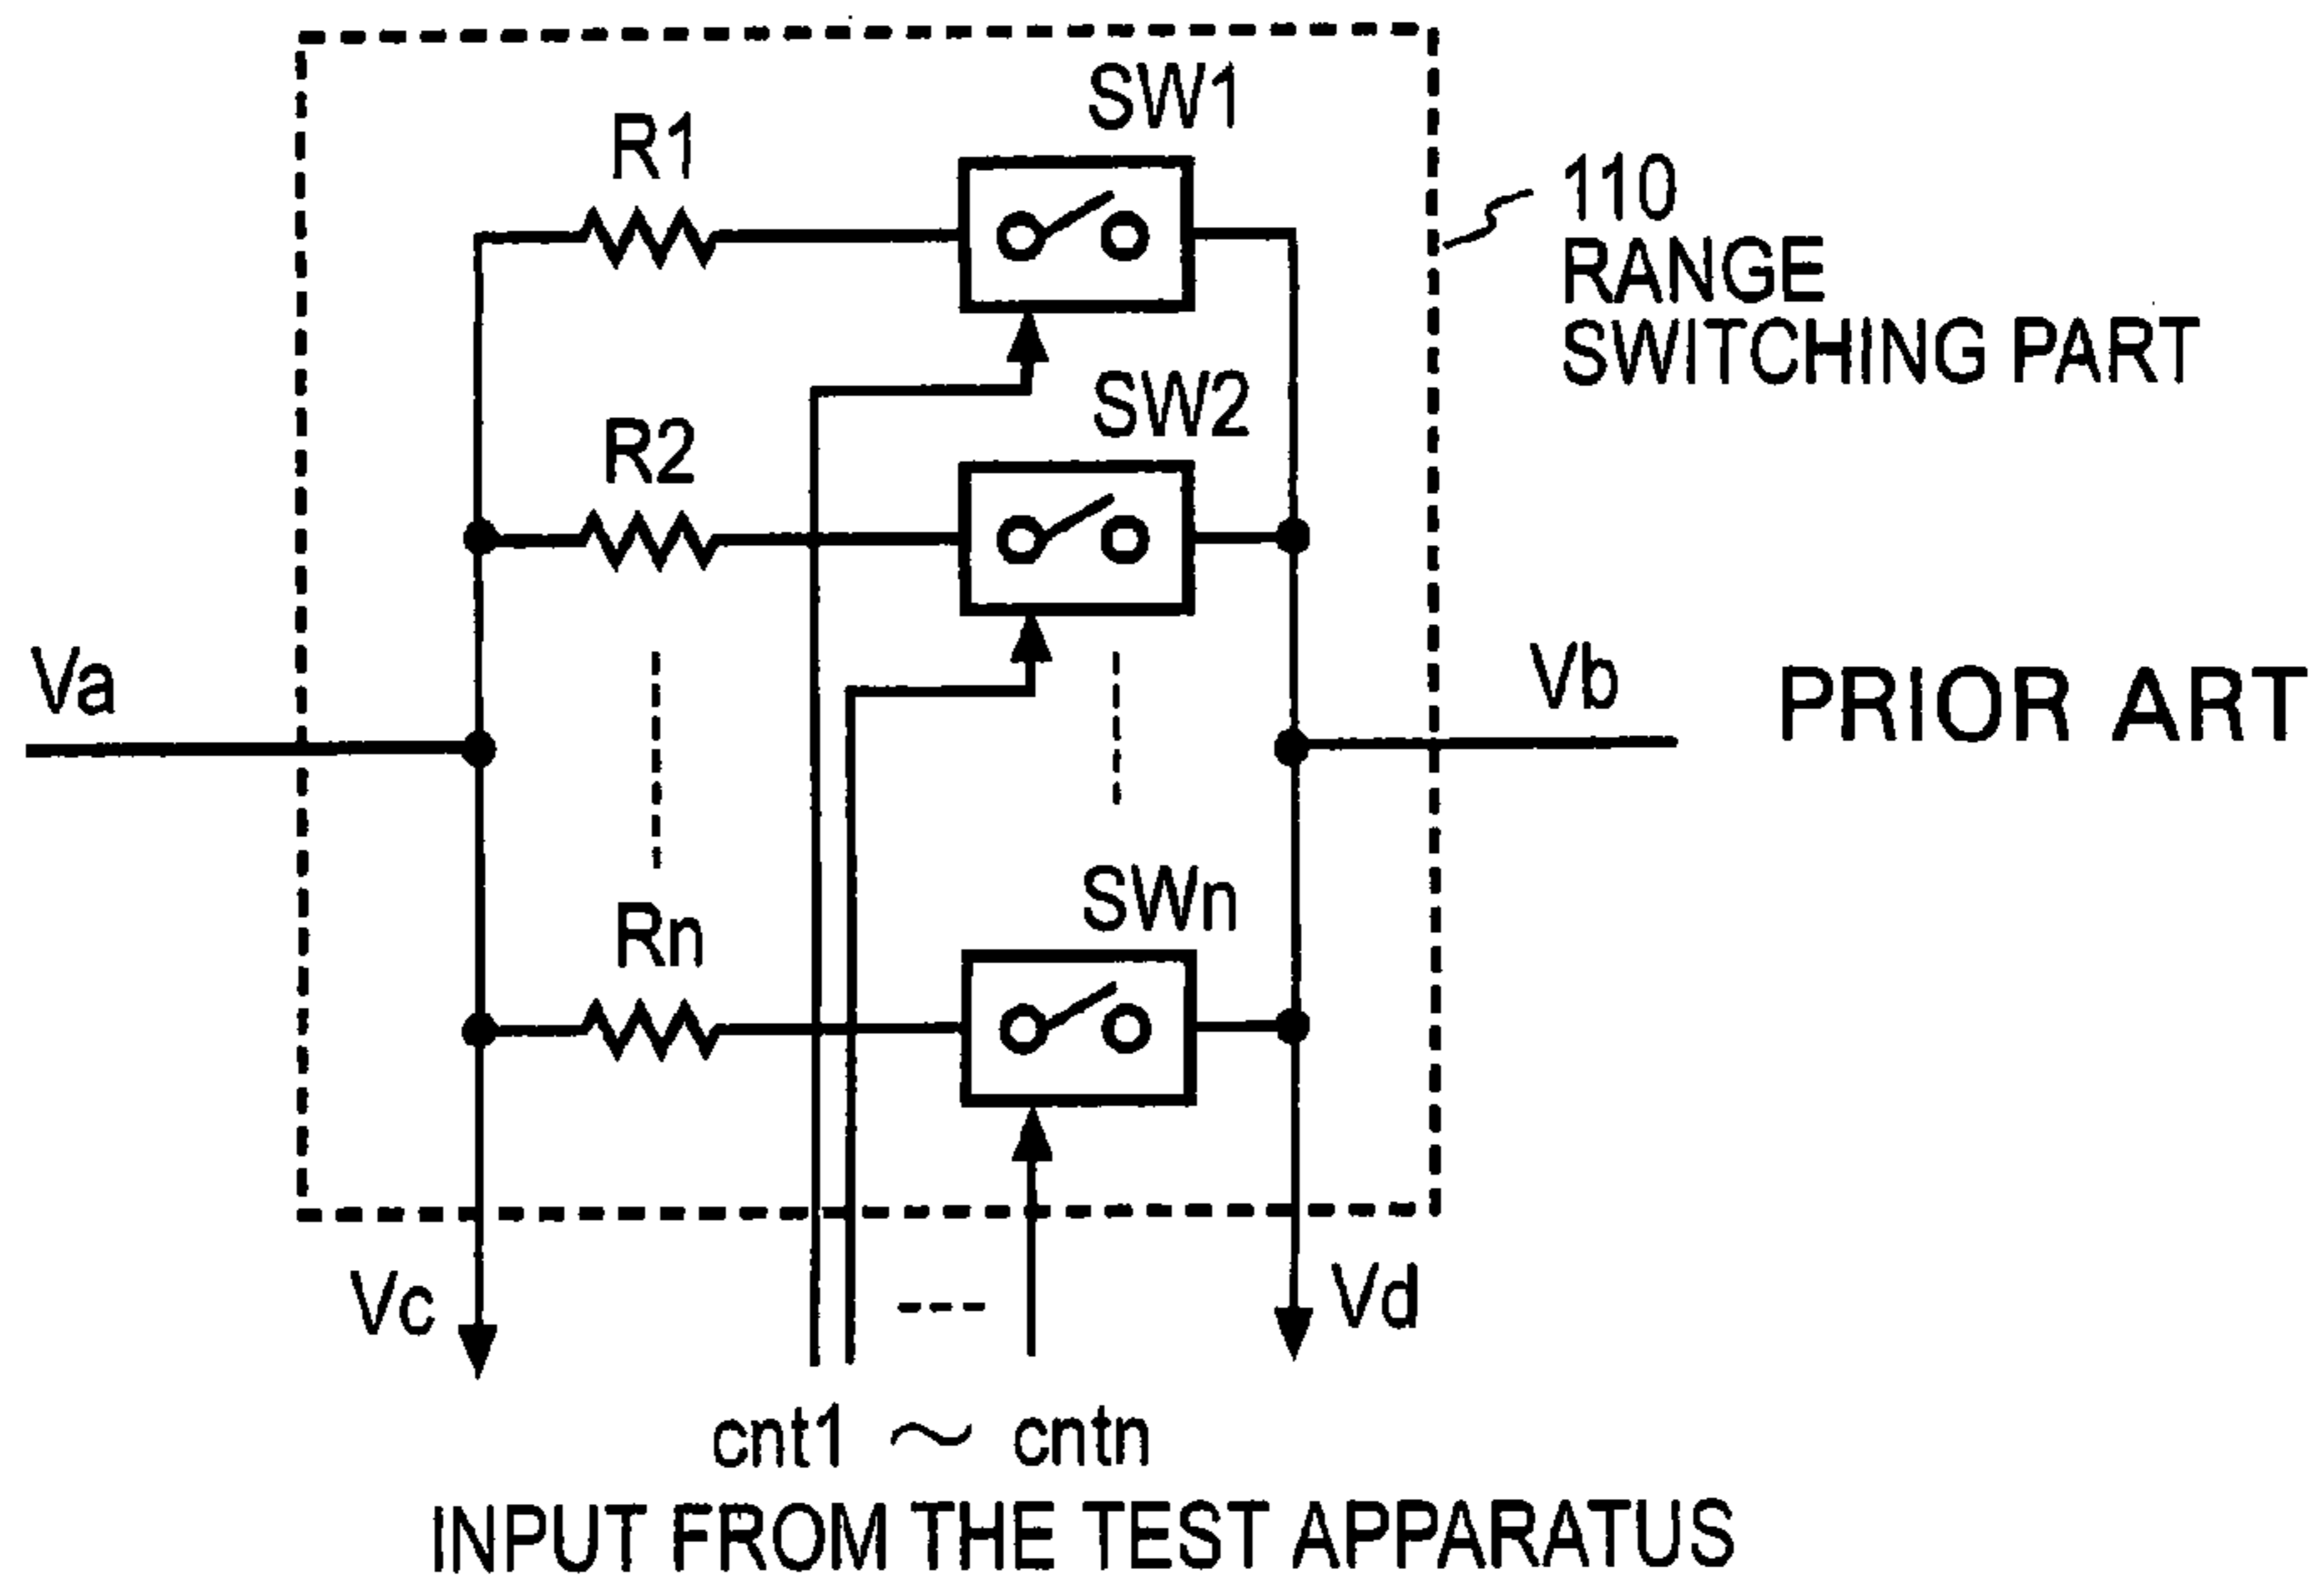 SW1
R1
110
RANGE
SWITCHING PART
SW2
R2
Va
Vb
PRIOR ART
SWn
Rn
Vc
Vd
cnt1 ~ cntn
INPUT FROM THE TEST APPARATUS